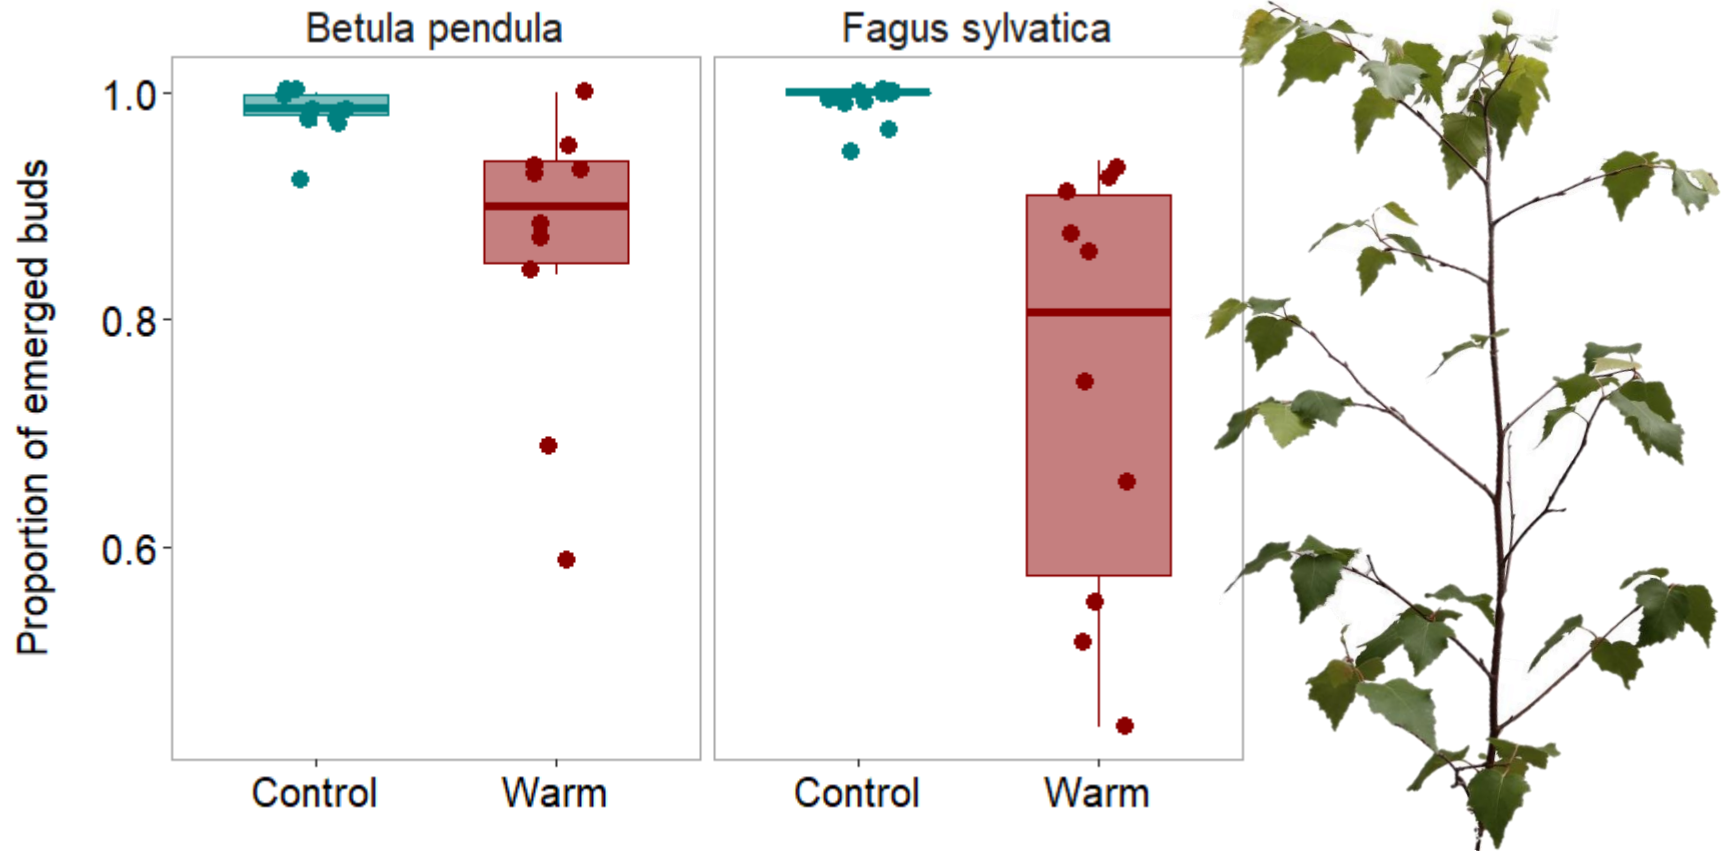 Betula pendula
Fagus sylvatica
Proportion of emerged buds
1.0
0.8
0.6
Control
Warm
Control
Warm